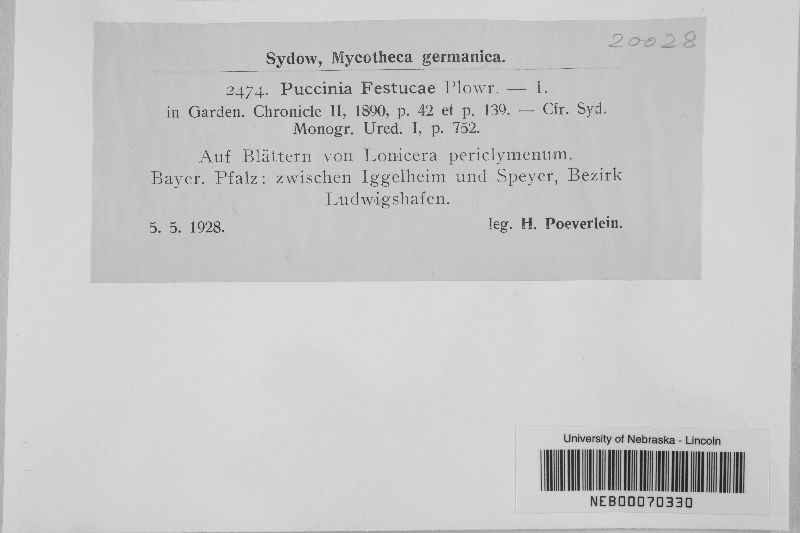 20028
Sydow, Mycotheca germanica.
2474. Puccinia Festucae Plowr. — I.
in Garden. Chronicle II, 1890, p. 42 et p. 139. — Cfr. Syd.
Monogr. Ured. I, p. 752.
Auf Blättern von Lonicera periclymenum.
Bayer. Pfalz: zwischen Iggelheim und Speyer, Bezirk
Ludwigshafen.
5. 5. 1928. leg. H. Poeverlein.
University of Nebraska - Lincoln
NEB00070330